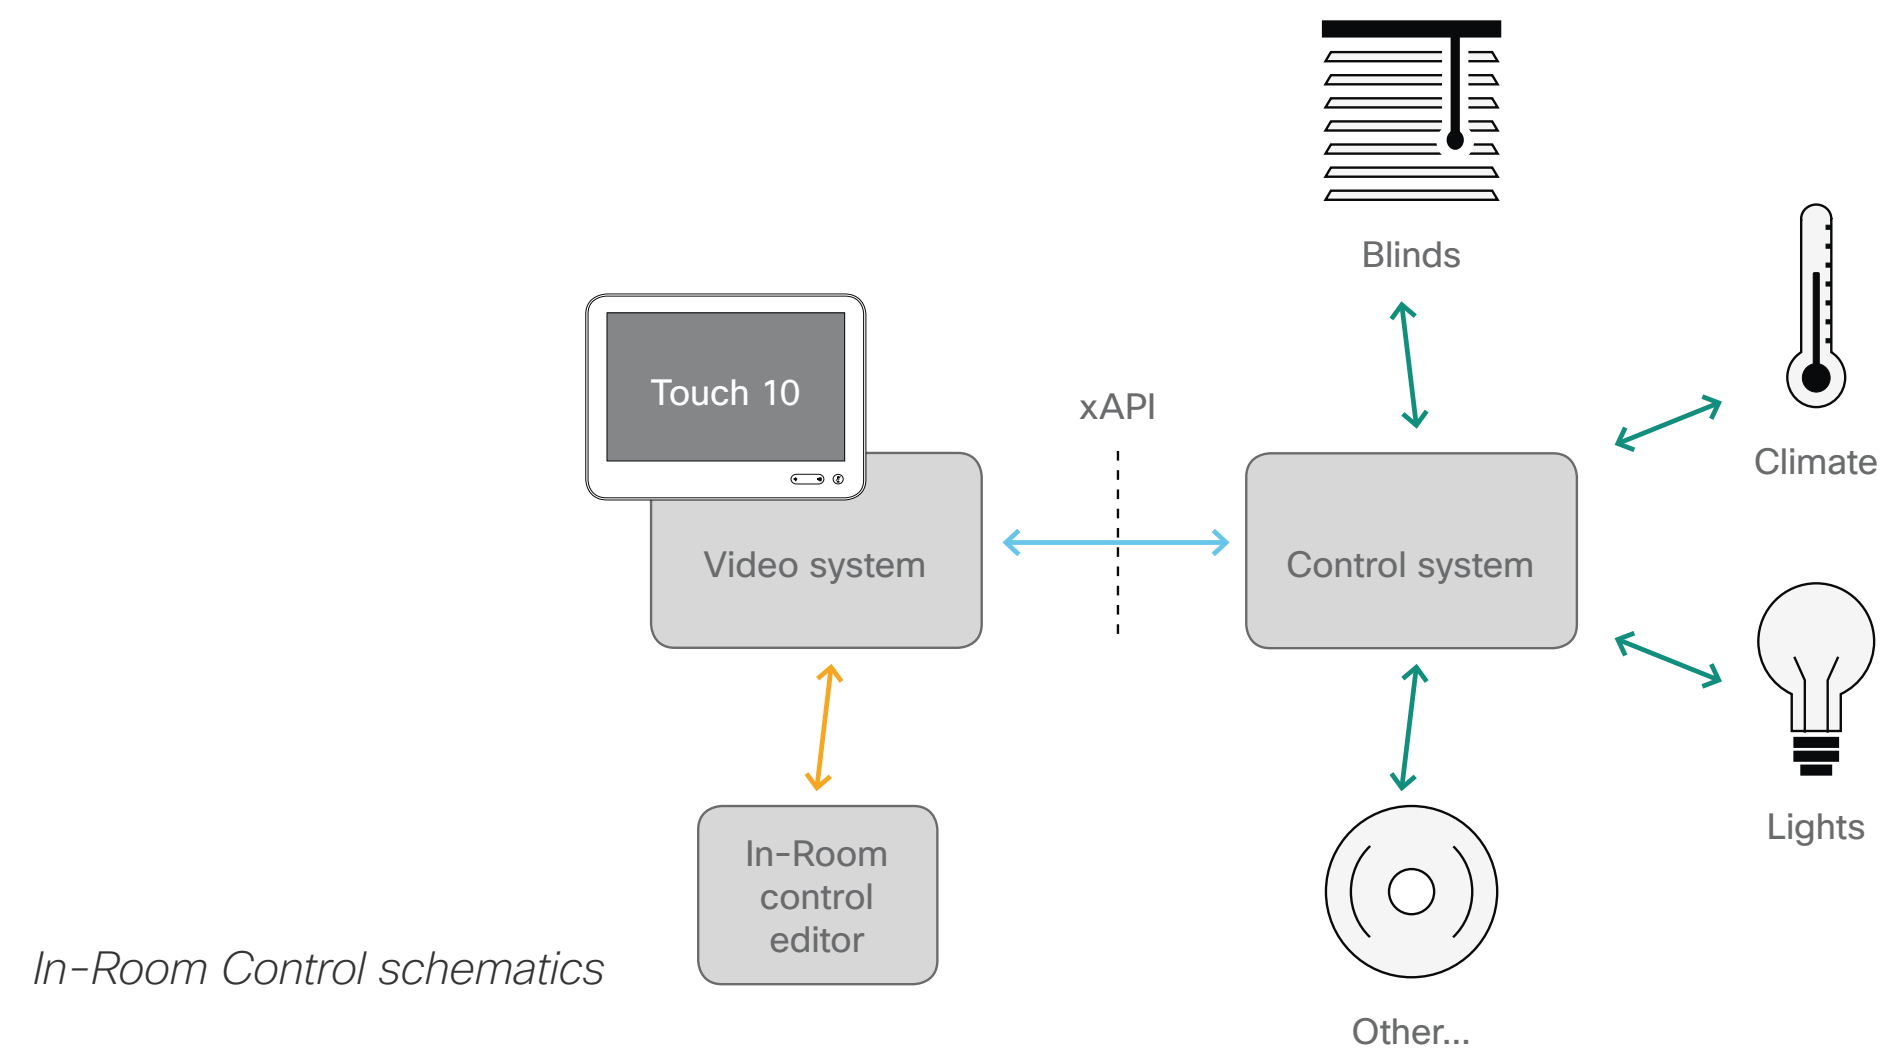 Blinds
Touch 10
xAPI
Climate
Video system
Control system
Lights
In-Room
control
editor
In-Room Control schematics
Other...